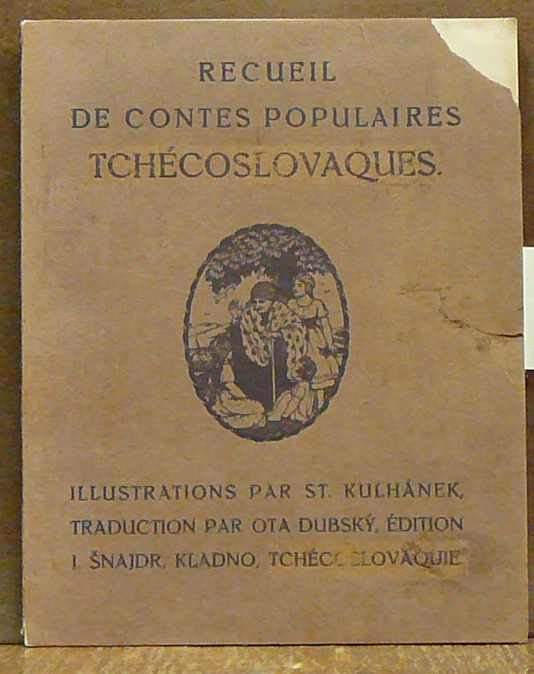 RECUEIL
DE CONTES POPULAIRES
TCHÉCOSLOVAQUES.
ILLUSTRATIONS PAR ST. KULHÁNEK,
TRADUCTION PAR OTA DUBSKÝ, ÉDITION
I. ŠNAJDR, KLADNO, TCHÉCOSLOVAQUIE